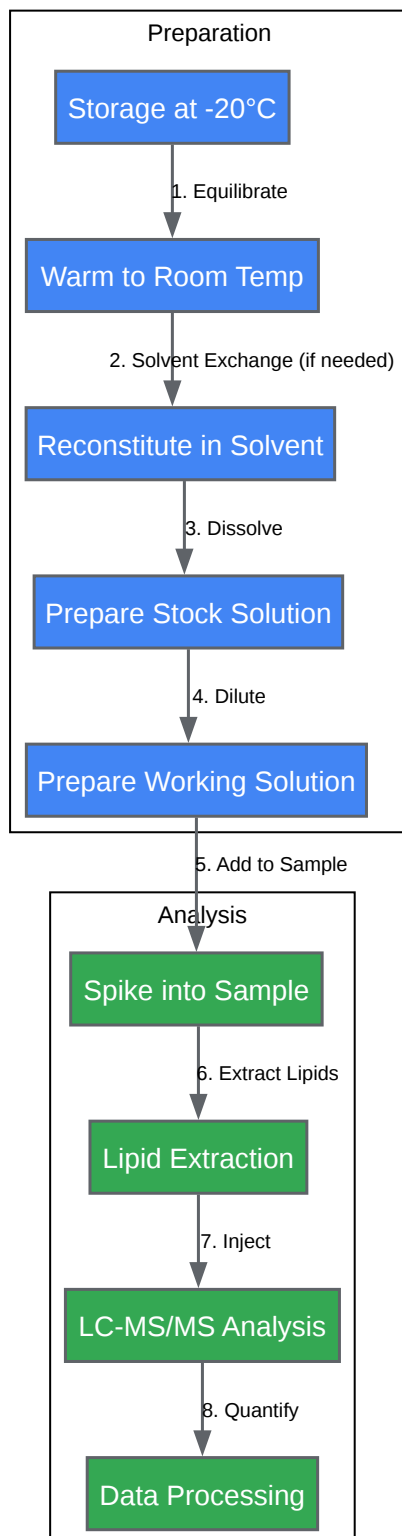 Preparation
Storage at -20°C
1. Equilibrate
Warm to Room Temp
2. Solvent Exchange (if needed)
Reconstitute in Solvent
3. Dissolve
Prepare Stock Solution
4. Dilute
Prepare Working Solution
5. Add to Sample
Analysis
Spike into Sample
6. Extract Lipids
Lipid Extraction
7. Inject
LC-MS/MS Analysis
8. Quantify
Data Processing